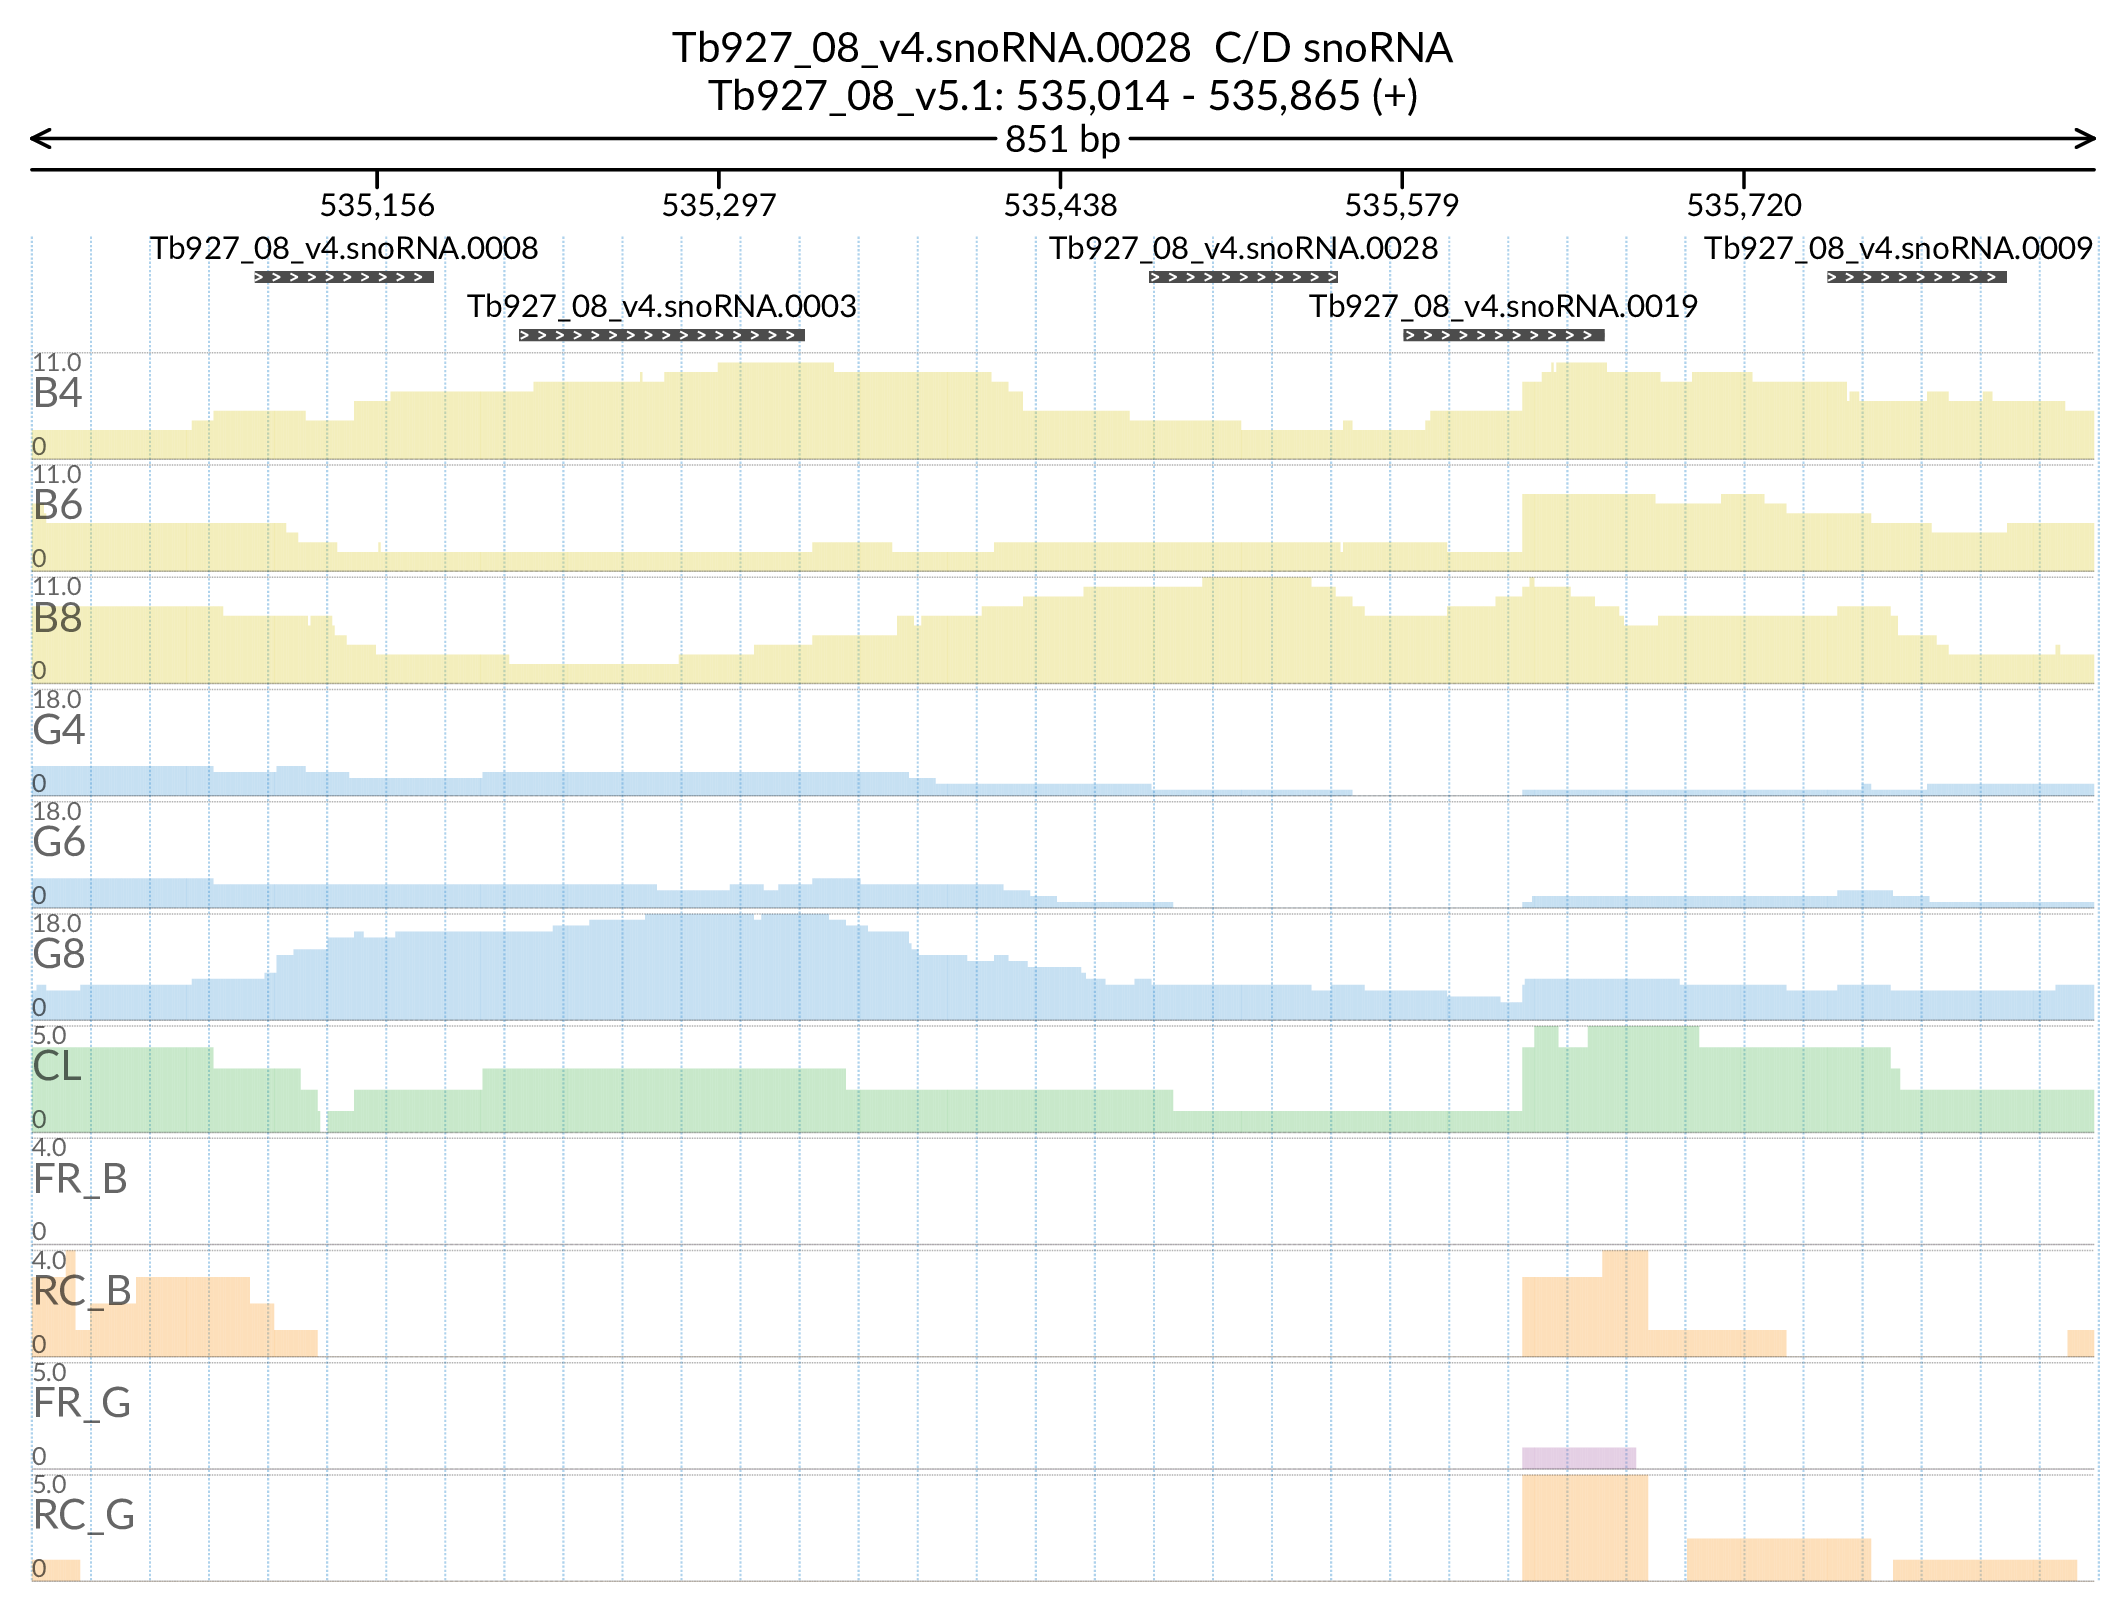 Tb927_08_v4.snoRNA.0028  C/D snoRNA
Tb927_08_v5.1: 535,014 - 535,865 (+)
851 bp
535,156 535,297 535,438 535,579 535,720
Tb927_08_v4.snoRNA.0008 Tb927_08_v4.snoRNA.0028 Tb927_08_v4.snoRNA.0009
Tb927_08_v4.snoRNA.0003 Tb927_08_v4.snoRNA.0019
11.0
B4
0
11.0
B6
0
11.0
B8
0
18.0
G4
0
18.0
G6
0
18.0
G8
0
5.0
CL
0
4.0
FR_B
0
4.0
RC_B
0
5.0
FR_G
0
5.0
RC_G
0